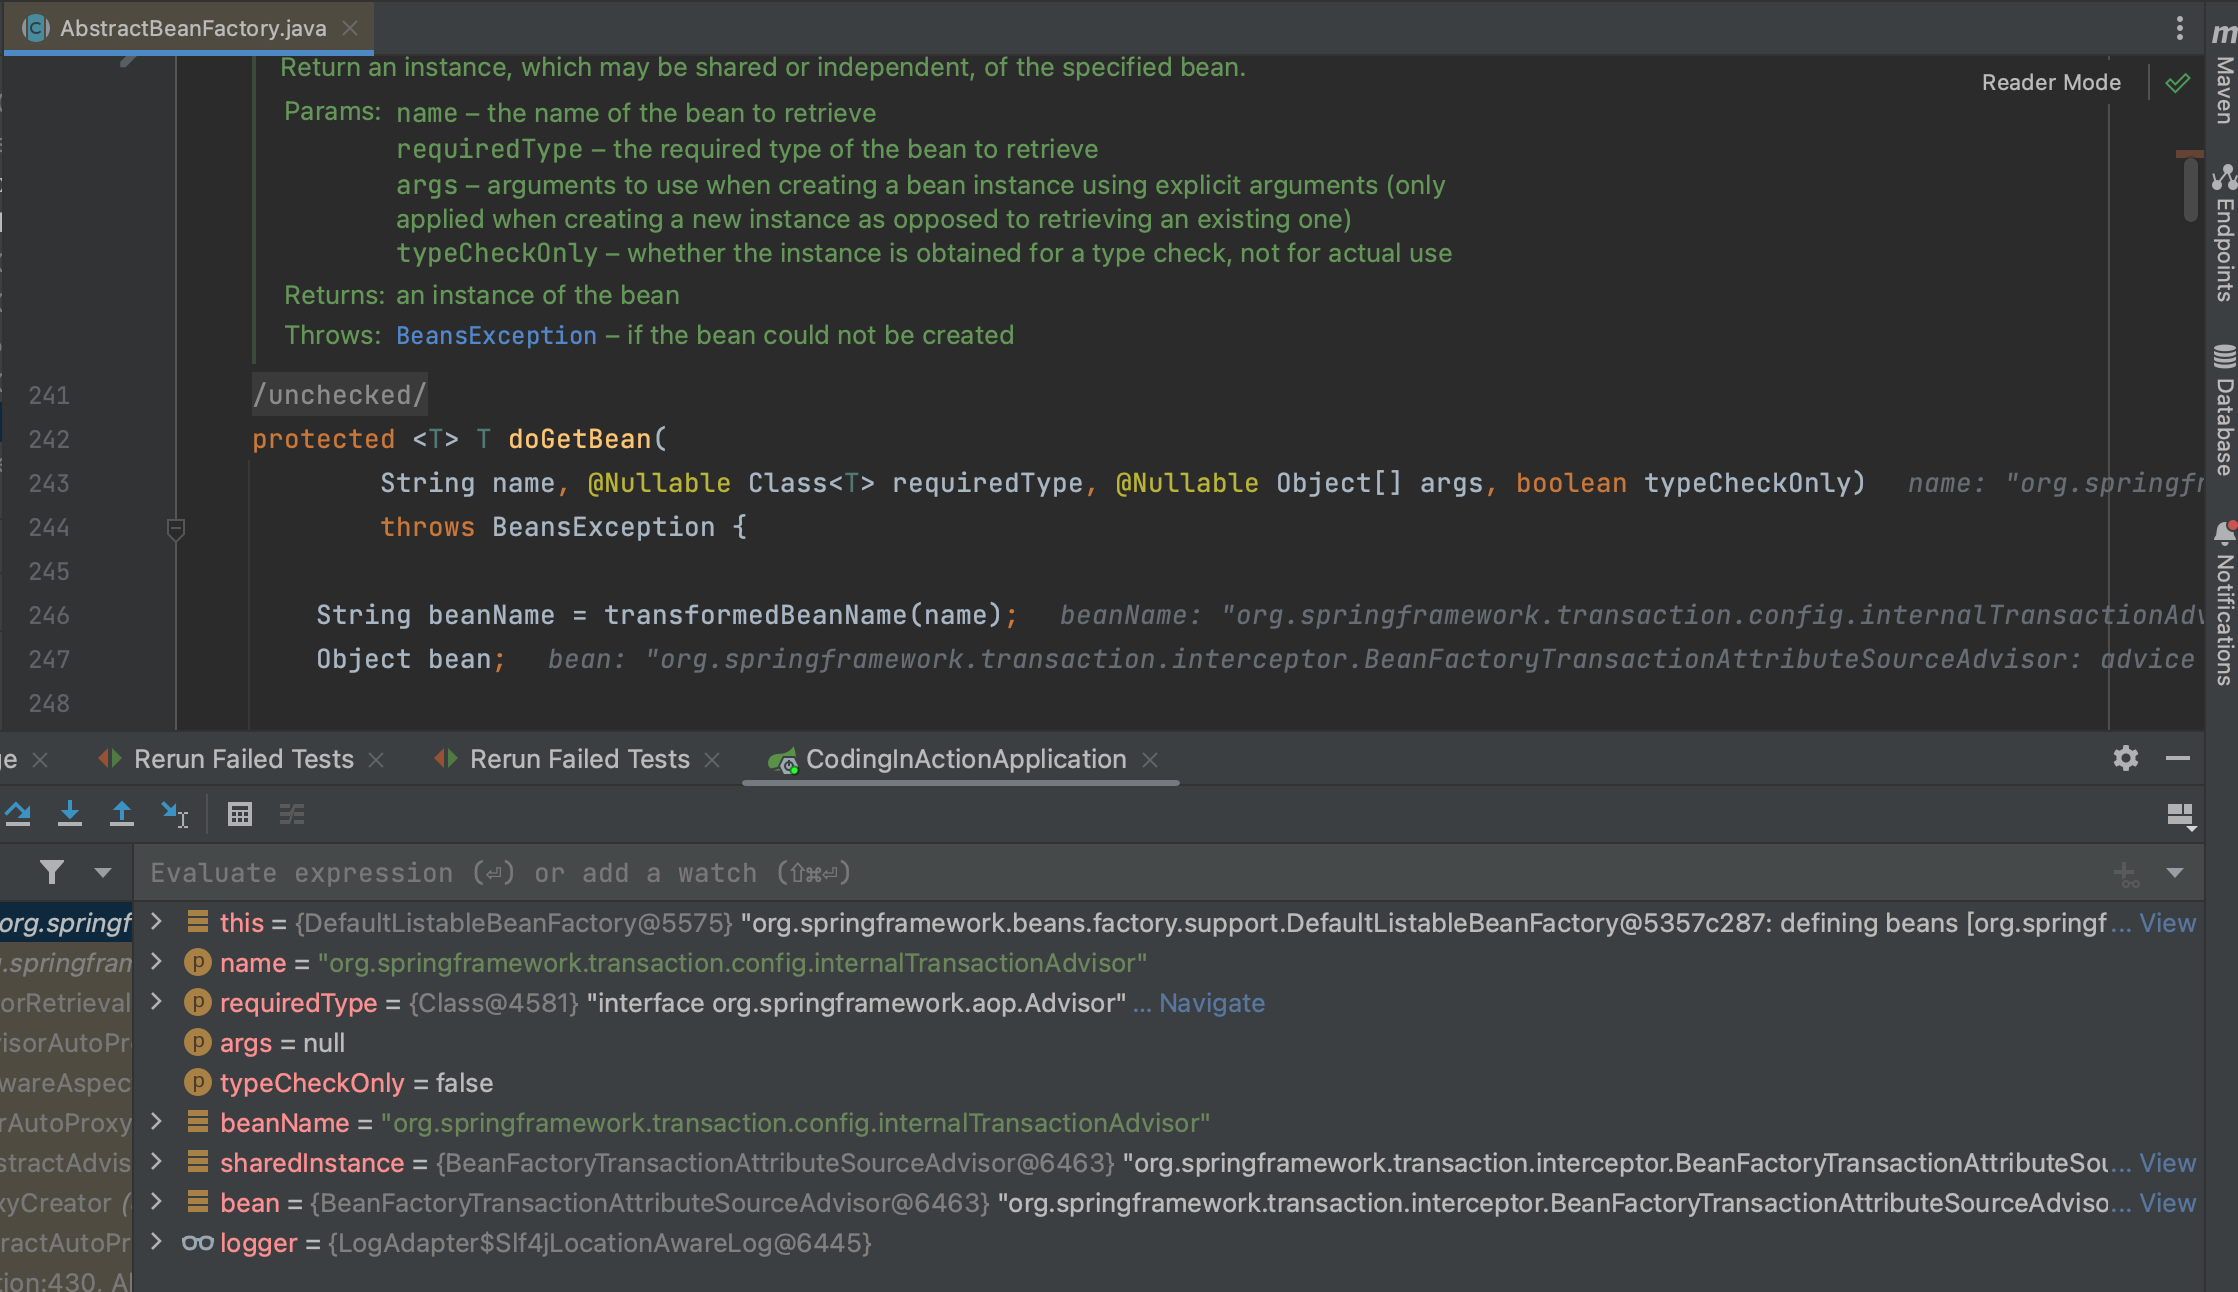 AbstractBeanFactory.java
Return an instance, which may be shared or independent, of the specified bean.
Reader Mode
Params: name – the name of the bean to retrieve
requiredType – the required type of the bean to retrieve
args – arguments to use when creating a bean instance using explicit arguments (only
applied when creating a new instance as opposed to retrieving an existing one)
typeCheckOnly – whether the instance is obtained for a type check, not for actual use
Returns: an instance of the bean
Throws: BeansException – if the bean could not be created
241 /unchecked/
242 protected <T> T doGetBean(
243 String name, @Nullable Class<T> requiredType, @Nullable Object[] args, boolean typeCheckOnly) name: "org.springfr
244 throws BeansException {
245
246 String beanName = transformedBeanName(name); beanName: "org.springframework.transaction.config.internalTransactionAdv
247 Object bean; bean: "org.springframework.transaction.interceptor.BeanFactoryTransactionAttributeSourceAdvisor: advice
248
Maven
Endpoints
Database
Notifications
ge Rerun Failed Tests Rerun Failed Tests CodingInActionApplication
Evaluate expression (⏎) or add a watch (⇧⌘⏎)
org.springf this = {DefaultListableBeanFactory@5575} "org.springframework.beans.factory.support.DefaultListableBeanFactory@5357c287: defining beans [org.springf... View
.springfram name = "org.springframework.transaction.config.internalTransactionAdvisor"
orRetrieval requiredType = {Class@4581} "interface org.springframework.aop.Advisor" ... Navigate
isorAutoPr args = null
wareAspec typeCheckOnly = false
rAutoProxy beanName = "org.springframework.transaction.config.internalTransactionAdvisor"
stractAdvis sharedInstance = {BeanFactoryTransactionAttributeSourceAdvisor@6463} "org.springframework.transaction.interceptor.BeanFactoryTransactionAttributeSou... View
xyCreator ( bean = {BeanFactoryTransactionAttributeSourceAdvisor@6463} "org.springframework.transaction.interceptor.BeanFactoryTransactionAttributeSourceAdviso... View
ractAutoPr logger = {LogAdapter$Slf4jLocationAwareLog@6445}
tion:430, Al